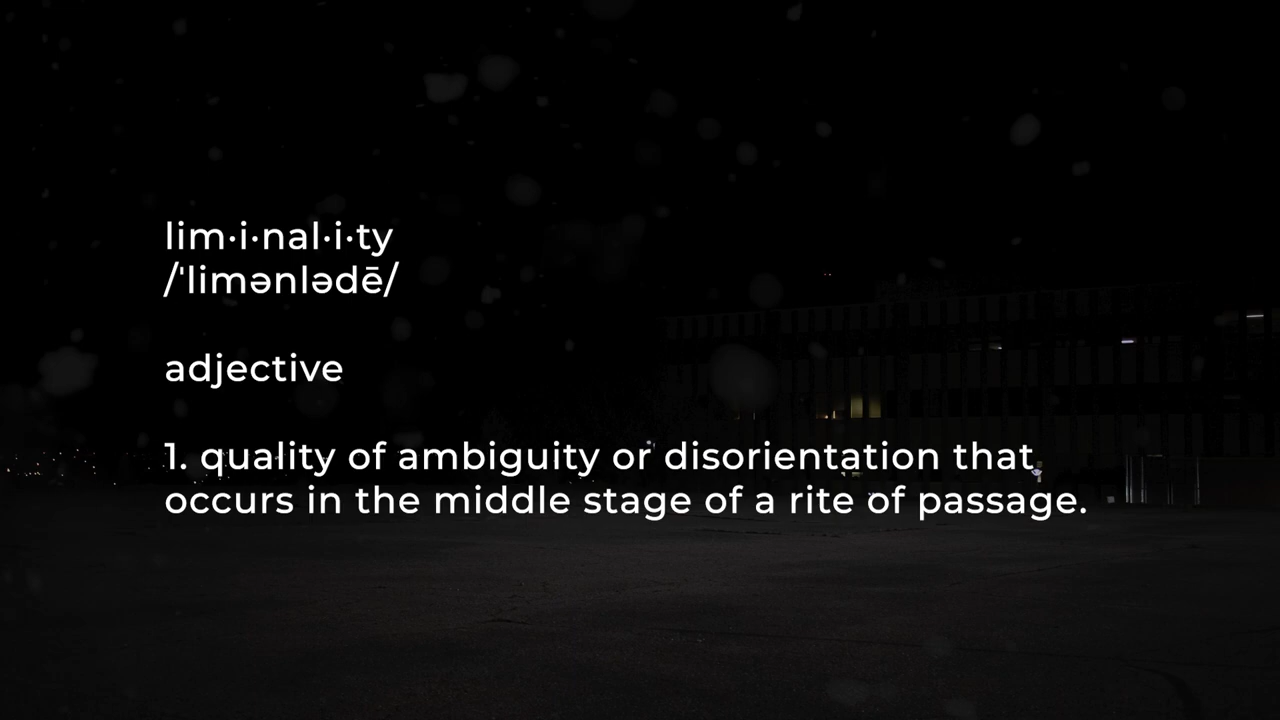 lim·i·nal·i·ty
/ˈlimənlədē/
adjective
1. quality of ambiguity or disorientation that
occurs in the middle stage of a rite of passage.